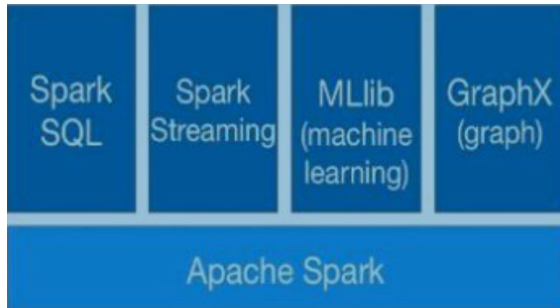 Spark
SQL
Spark
Streaming
MLlib
(machine
learning)
GraphX
(graph)
Apache Spark